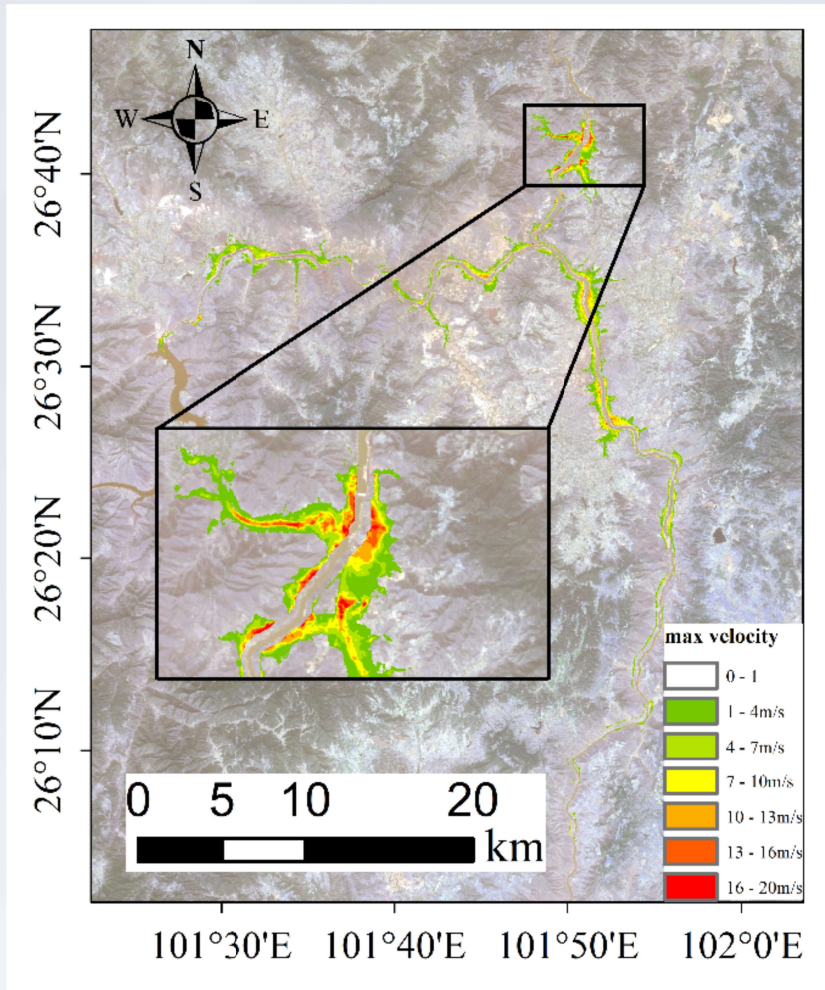 N
W E
S
26°40'N
26°30'N
26°20'N
26°10'N
max velocity
0 - 1
1 - 4m/s
4 - 7m/s
7 - 10m/s
10 - 13m/s
13 - 16m/s
16 - 20m/s
0 5 10 20
km
101°30'E 101°40'E 101°50'E 102°0'E